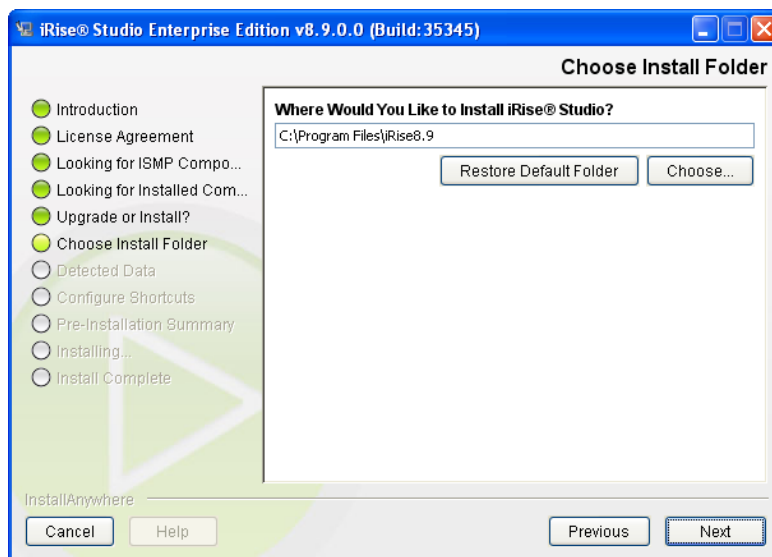 iRise® Studio Enterprise Edition v8.9.0.0 (Build:35345)
Choose Install Folder
Introduction
License Agreement
Looking for ISMP Compo...
Looking for Installed Com...
Upgrade or Install?
Choose Install Folder
Detected Data
Configure Shortcuts
Pre-Installation Summary
Installing...
Install Complete
Where Would You Like to Install iRise® Studio?
C:\Program Files\iRise8.9
Restore Default Folder
Choose...
InstallAnywhere
Cancel
Help
Previous
Next